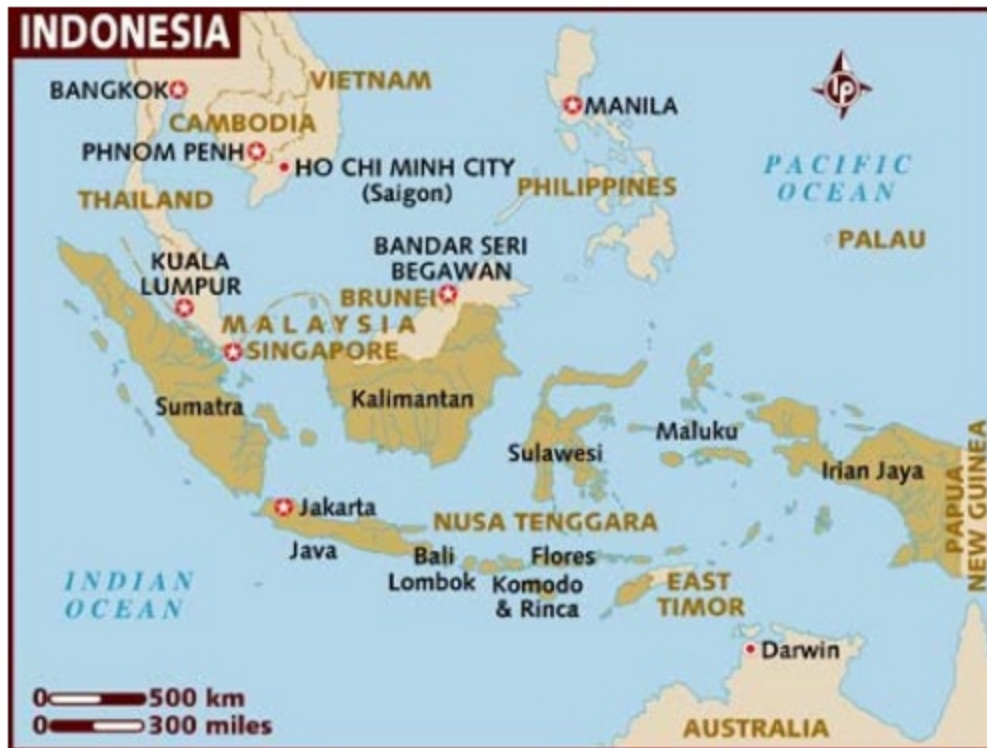 INDONESIA
BANGKOK
VIETNAM
CAMBODIA
PHNOM PENH
HO CHI MINH CITY
(Saigon)
THAILAND
MANILA
PHILIPPINES
lp
PACIFIC
OCEAN
PALAU
KUALA
LUMPUR
BANDAR SERI
BEGAWAN
BRUNEI
MALAYSIA
SINGAPORE
Sumatra
Kalimantan
Sulawesi
Maluku
Irian Jaya
PAPUA
NEW GUINEA
Jakarta
Java
NUSA TENGGARA
Bali
Lombok
Flores
Komodo
& Rinca
EAST
TIMOR
INDIAN
OCEAN
Darwin
AUSTRALIA
0 500 km
0 300 miles